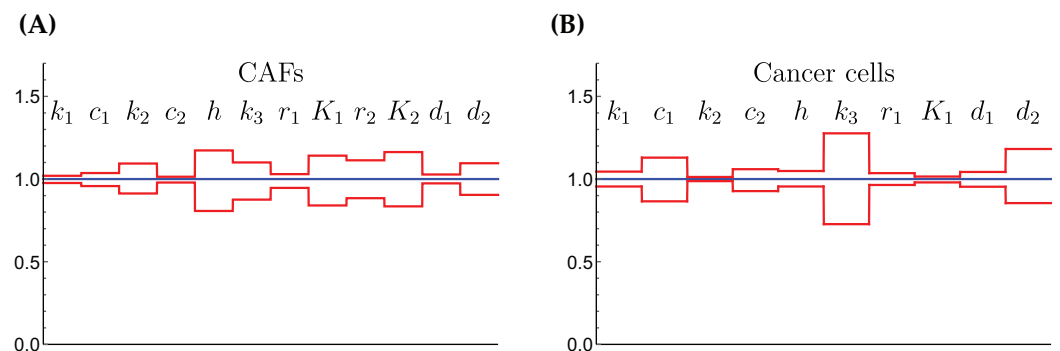 (A)
CAFs
k₁ c₁ k₂ c₂ h k₃ r₁ K₁ r₂ K₂ d₁ d₂
1.5
1.0
0.5
0.0
(B)
Cancer cells
k₁ c₁ k₂ c₂ h k₃ r₁ K₁ d₁ d₂
1.5
1.0
0.5
0.0